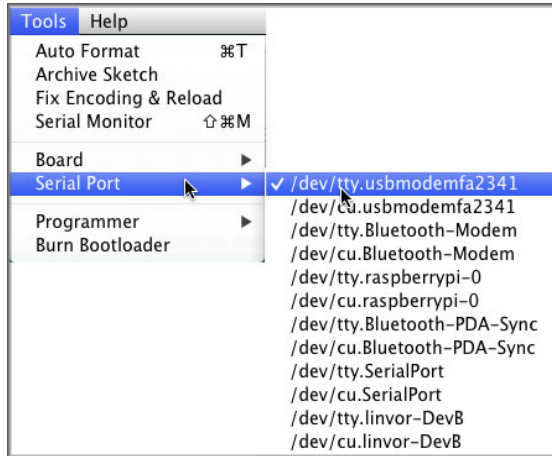 Tools Help
Auto Format ⌘T
Archive Sketch
Fix Encoding & Reload
Serial Monitor ⇧⌘M
Board ▶
Serial Port ▶
Programmer ▶
Burn Bootloader
✓ /dev/tty.usbmodemfa2341
/dev/cu.usbmodemfa2341
/dev/tty.Bluetooth-Modem
/dev/cu.Bluetooth-Modem
/dev/tty.raspberrypi-0
/dev/cu.raspberrypi-0
/dev/tty.Bluetooth-PDA-Sync
/dev/cu.Bluetooth-PDA-Sync
/dev/tty.SerialPort
/dev/cu.SerialPort
/dev/tty.linvor-DevB
/dev/cu.linvor-DevB